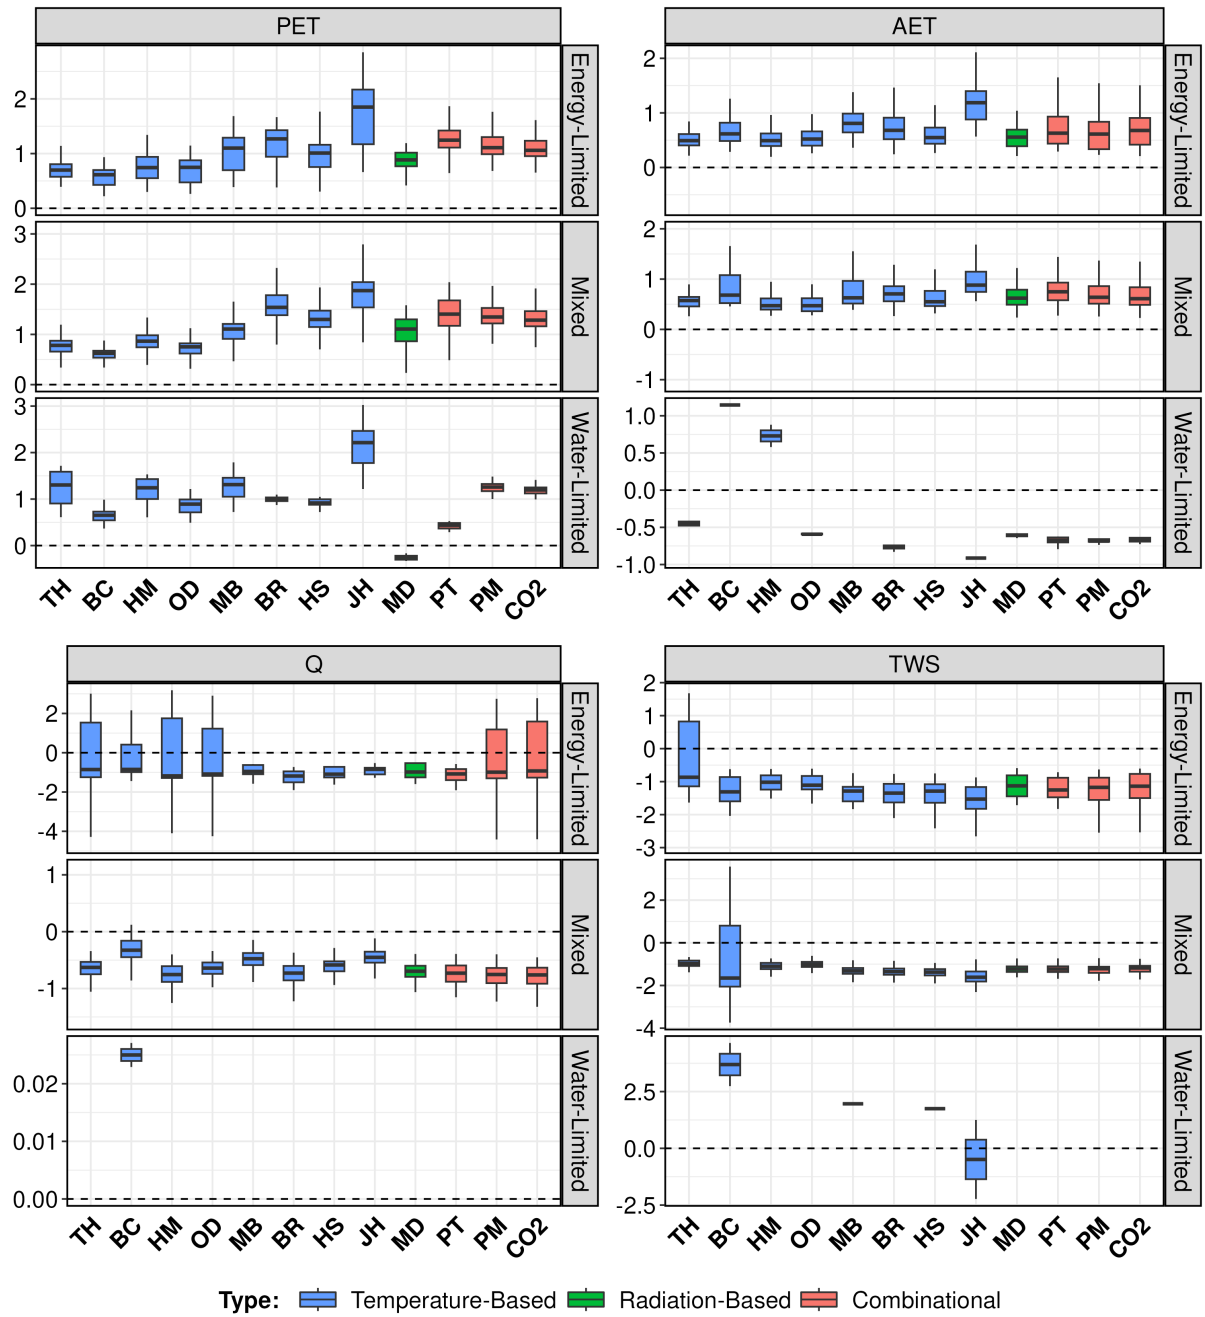 PET
2
1
0
Energy-Limited
3
2
1
0
Mixed
3
2
1
0
Water-Limited
TH BC HM OD MB BR HS JH MD PT PM CO2
AET
2
1
0
Energy-Limited
2
1
0
-1
Mixed
1.0
0.5
0.0
-0.5
-1.0
Water-Limited
TH BC HM OD MB BR HS JH MD PT PM CO2
Q
2
0
-2
-4
Energy-Limited
1
0
-1
Mixed
0.02
0.01
0.00
Water-Limited
TH BC HM OD MB BR HS JH MD PT PM CO2
TWS
2
1
0
-1
-2
-3
Energy-Limited
2
0
-2
-4
Mixed
2.5
0.0
-2.5
Water-Limited
TH BC HM OD MB BR HS JH MD PT PM CO2
Type: Temperature-Based Radiation-Based Combinational